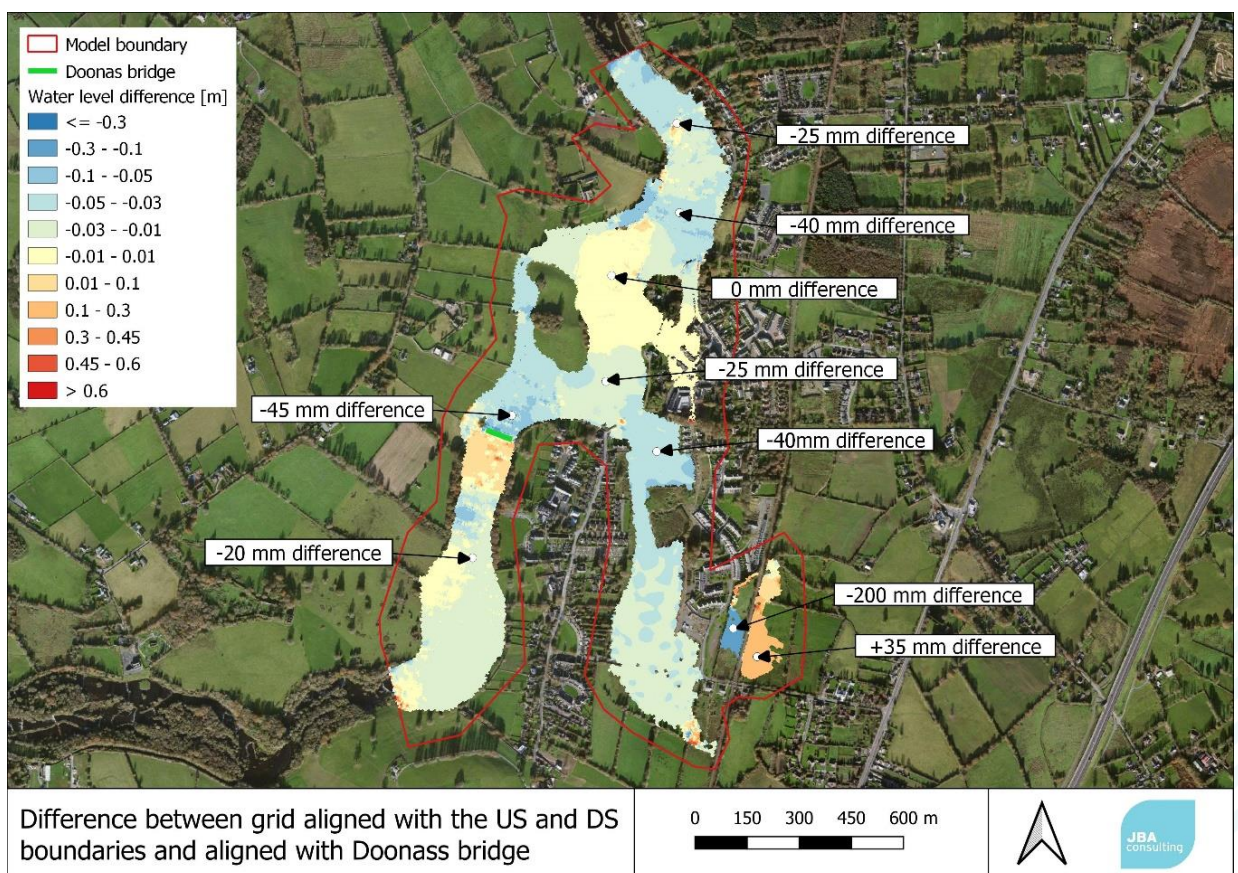 Model boundary
Doonas bridge
Water level difference [m]
<= -0.3
-0.3 - -0.1
-0.1 - -0.05
-0.05 - -0.03
-0.03 - -0.01
-0.01 - 0.01
0.01 - 0.1
0.1 - 0.3
0.3 - 0.45
0.45 - 0.6
> 0.6
-25 mm difference
-40 mm difference
0 mm difference
-25 mm difference
-45 mm difference
-40mm difference
-20 mm difference
-200 mm difference
+35 mm difference
Difference between grid aligned with the US and DS
boundaries and aligned with Doonass bridge
0 150 300 450 600 m
JBA
consulting